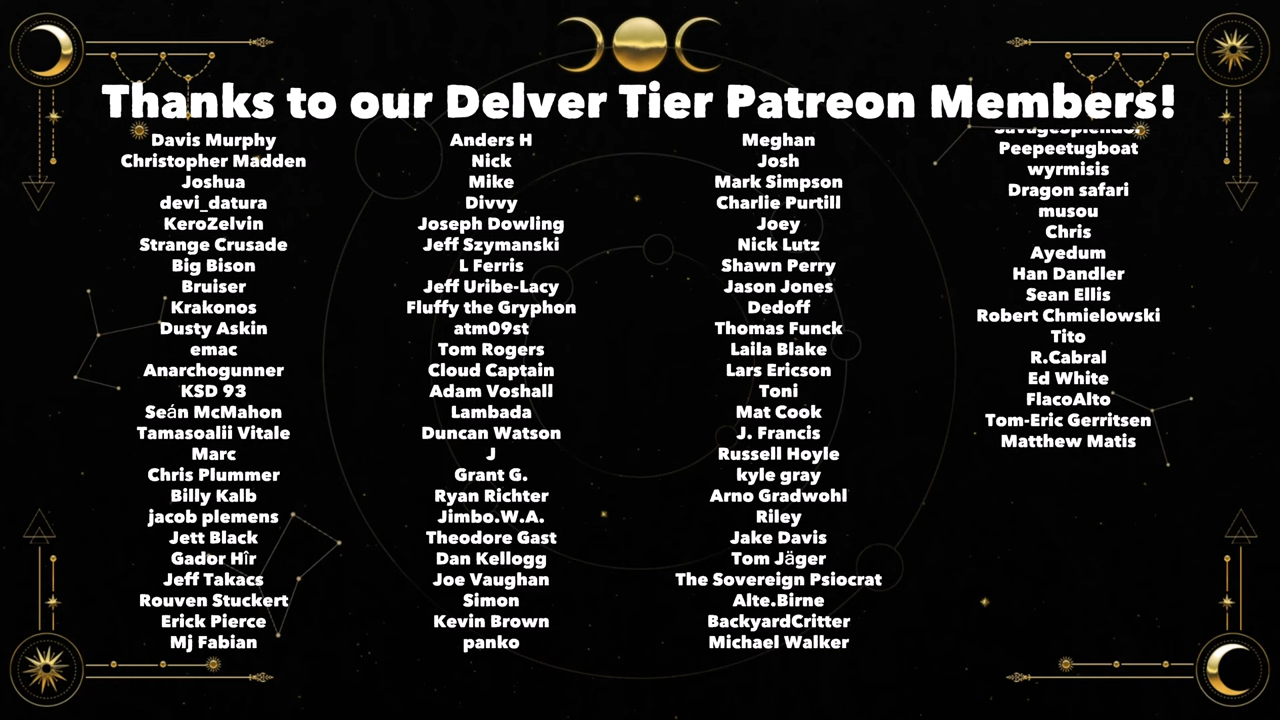 Thanks to our Delver Tier Patreon Members!
Davis Murphy
Christopher Madden
Joshua
devi_datura
KeroZelvin
Strange Crusade
Big Bison
Bruiser
Krakonos
Dusty Askin
emac
Anarchogunner
KSD 93
Seán McMahon
Tamasoalii Vitale
Marc
Chris Plummer
Billy Kalb
jacob plemens
Jett Black
Gador Hîr
Jeff Takacs
Rouven Stuckert
Erick Pierce
Mj Fabian
Anders H
Nick
Mike
Divvy
Joseph Dowling
Jeff Szymanski
L Ferris
Jeff Uribe-Lacy
Fluffy the Gryphon
atm09st
Tom Rogers
Cloud Captain
Adam Voshall
Lambada
Duncan Watson
J
Grant G.
Ryan Richter
Jimbo.W.A.
Theodore Gast
Dan Kellogg
Joe Vaughan
Simon
Kevin Brown
panko
Meghan
Josh
Mark Simpson
Charlie Purtill
Joey
Nick Lutz
Shawn Perry
Jason Jones
Dedoff
Thomas Funck
Laila Blake
Lars Ericson
Toni
Mat Cook
J. Francis
Russell Hoyle
kyle gray
Arno Gradwohl
Riley
Jake Davis
Tom Jäger
The Sovereign Psiocrat
Alte.Birne
BackyardCritter
Michael Walker
SavageSplendor
Peepeetugboat
wyrmisis
Dragon safari
musou
Chris
Ayedum
Han Dandler
Sean Ellis
Robert Chmielowski
Tito
R.Cabral
Ed White
FlacoAlto
Tom-Eric Gerritsen
Matthew Matis